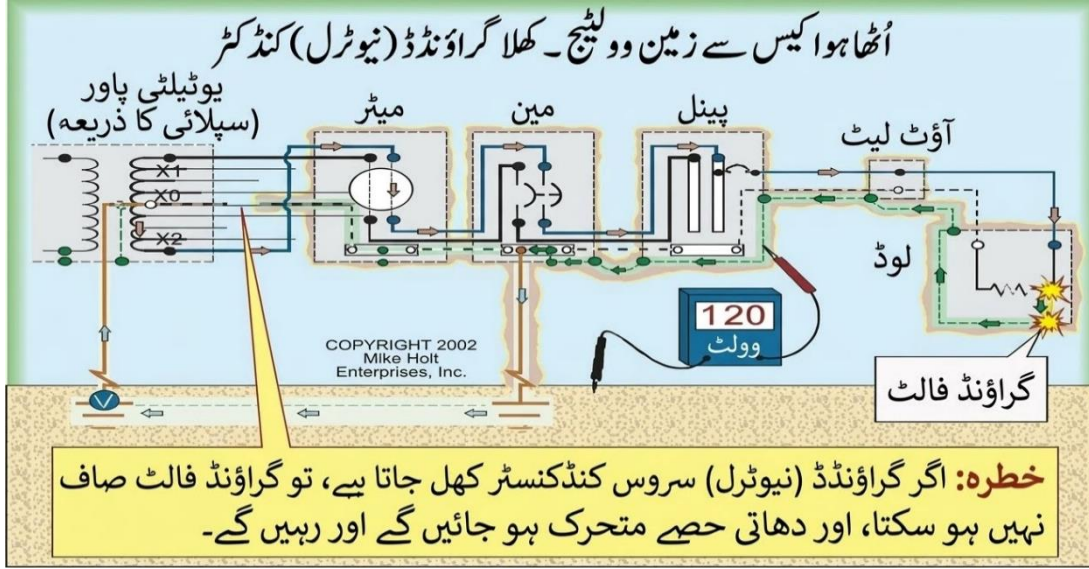 اُٹھا ہوا کیس سے زمین وولٹیج۔ کھلا گراؤنڈڈ (نیوٹرل) کنڈکٹر
یوٹیلٹی پاور
(سپلائی کا ذریعہ)
میٹر
مین
پینل
آؤٹ لیٹ
X1
X0
X2
لوڈ
120
وولٹ
COPYRIGHT 2002
Mike Holt
Enterprises, Inc.
گراؤنڈ فالٹ
V
خطرہ: اگر گراؤنڈڈ (نیوٹرل) سروس کنڈکنسٹر کھل جاتا ہیے، تو گراؤنڈ فالٹ صاف
نہیں ہو سکتا، اور دھاتی حصے متحرک ہو جائیں گے اور رہیں گے۔